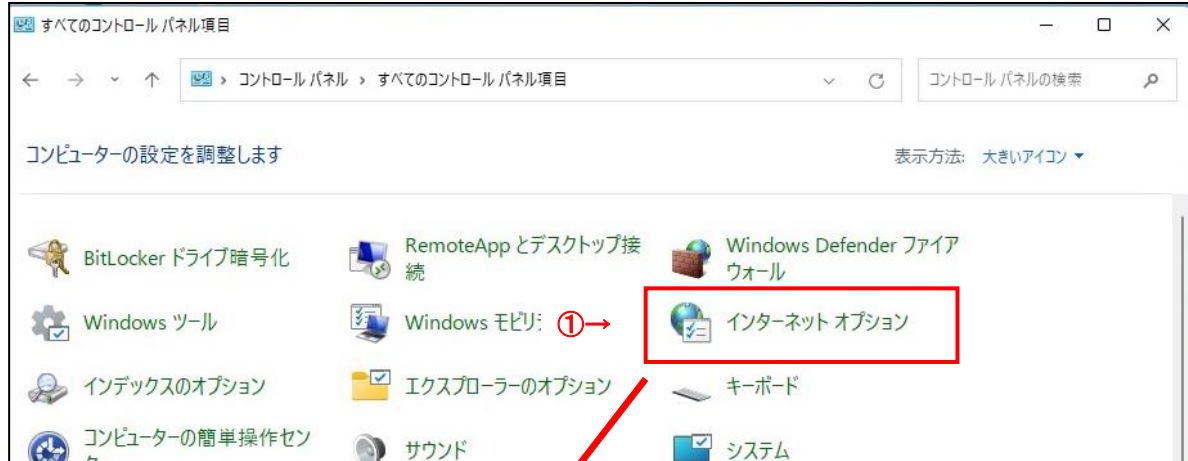 すべてのコントロール パネル項目
コントロール パネル › すべてのコントロール パネル項目
コントロール パネルの検索
コンピューターの設定を調整します
表示方法: 大きいアイコン
BitLocker ドライブ暗号化
RemoteApp とデスクトップ接
続
Windows Defender ファイア
ウォール
Windows ツール
Windows モビリ
①→
インターネット オプション
インデックスのオプション
エクスプローラーのオプション
キーボード
コンピューターの簡単操作セン
サウンド
システム